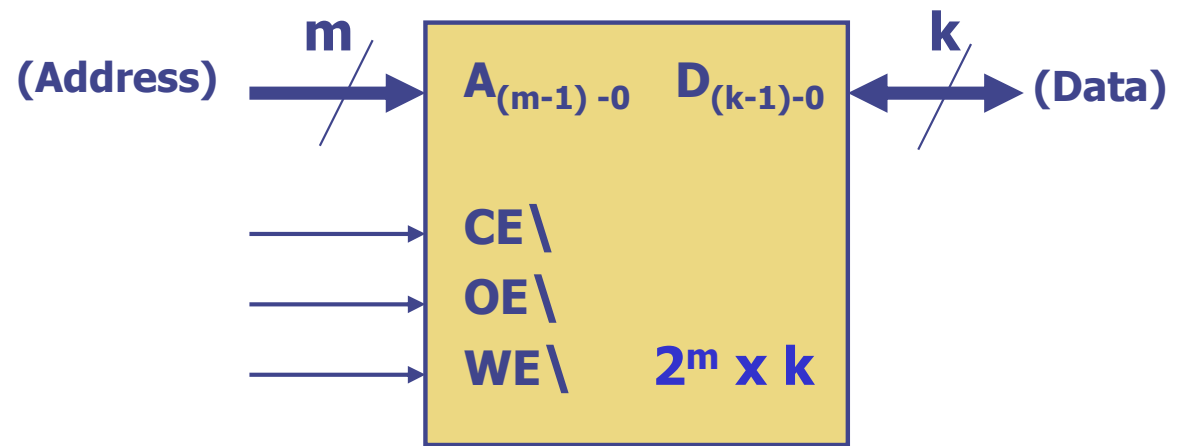 m k
(Address) A(m-1) -0 D(k-1)-0 (Data)
CE\
OE\
WE\ 2ᵐ x k